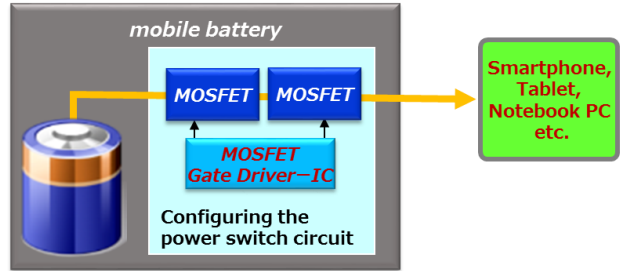 mobile battery
MOSFET
MOSFET
MOSFET
Gate Driver－IC
Configuring the
power switch circuit
Smartphone,
Tablet,
Notebook PC
etc.